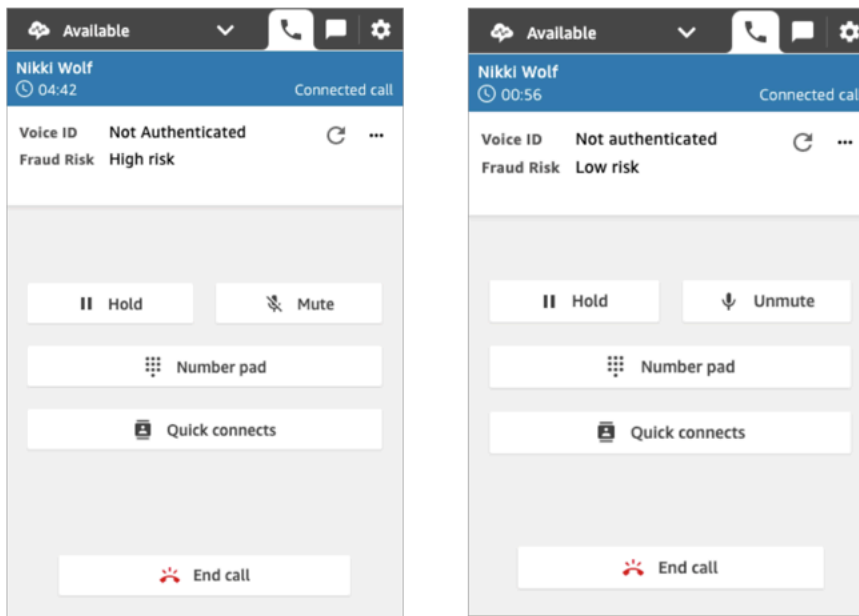 Available
Nikki Wolf
04:42 Connected call
Voice ID Not Authenticated
Fraud Risk High risk
Hold Mute
Number pad
Quick connects
End call
Available
Nikki Wolf
00:56 Connected cal
Voice ID Not authenticated
Fraud Risk Low risk
Hold Unmute
Number pad
Quick connects
End call